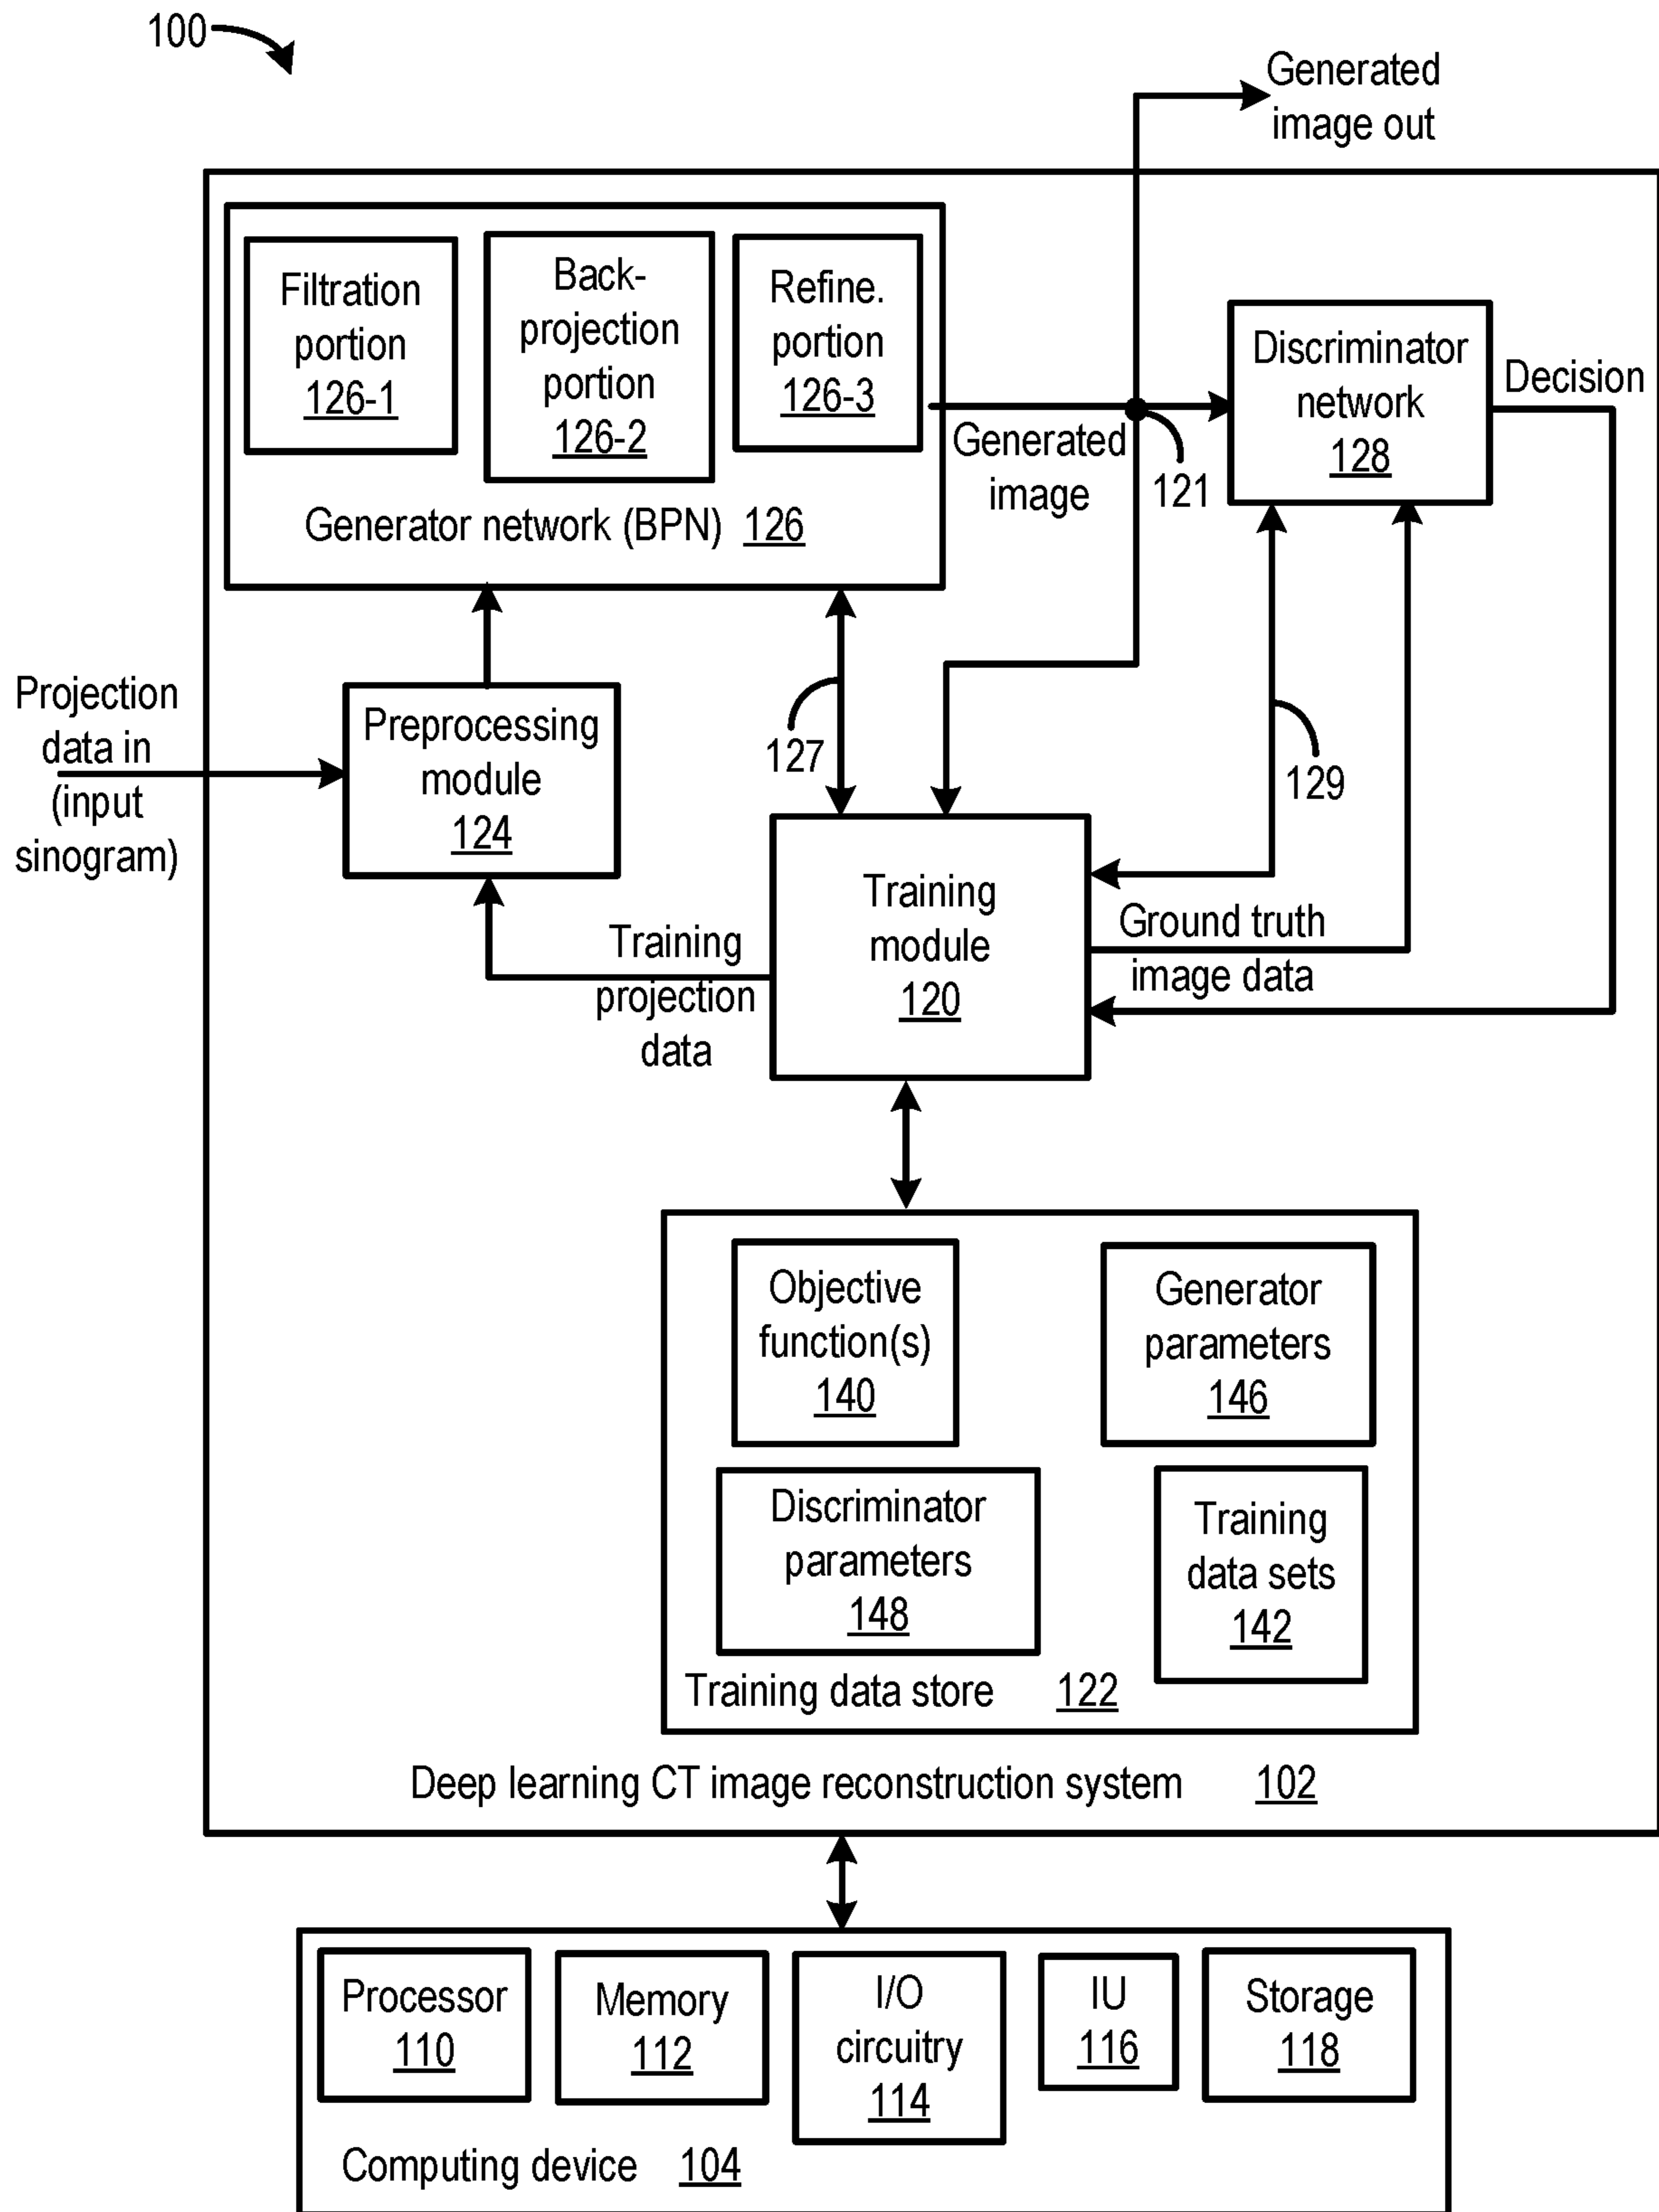 100
Generated
image out
Filtration
portion
126-1
Back-
projection
portion
126-2
Refine.
portion
126-3
Generator network (BPN) 126
Generated
image
121
Discriminator
network
128
Decision
Projection
data in
(input
sinogram)
Preprocessing
module
124
127
129
Training
projection
data
Training
module
120
Ground truth
image data
Objective
function(s)
140
Generator
parameters
146
Discriminator
parameters
148
Training
data sets
142
Training data store 122
Deep learning CT image reconstruction system 102
Processor
110
Memory
112
I/O
circuitry
114
IU
116
Storage
118
Computing device 104